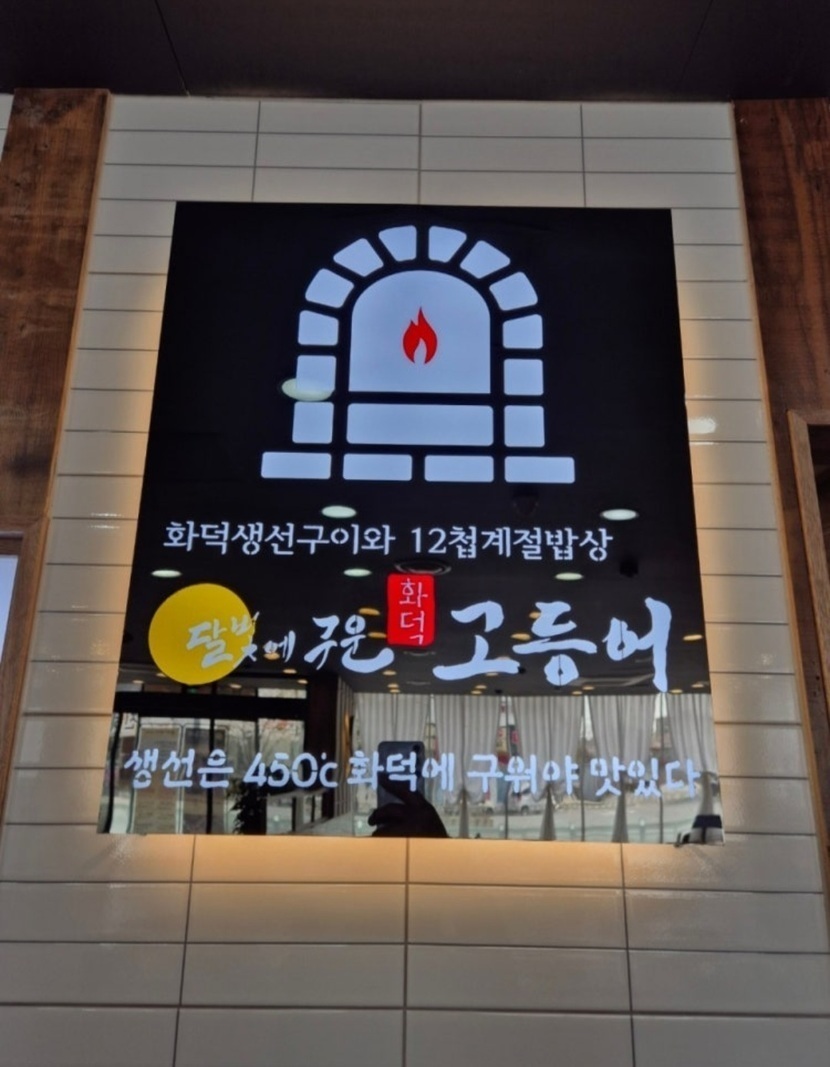 화덕생선구이와 12첩계절밥상
달빛에 구운 화덕 고등어
생선은 450℃ 화덕에 구워야 맛있다